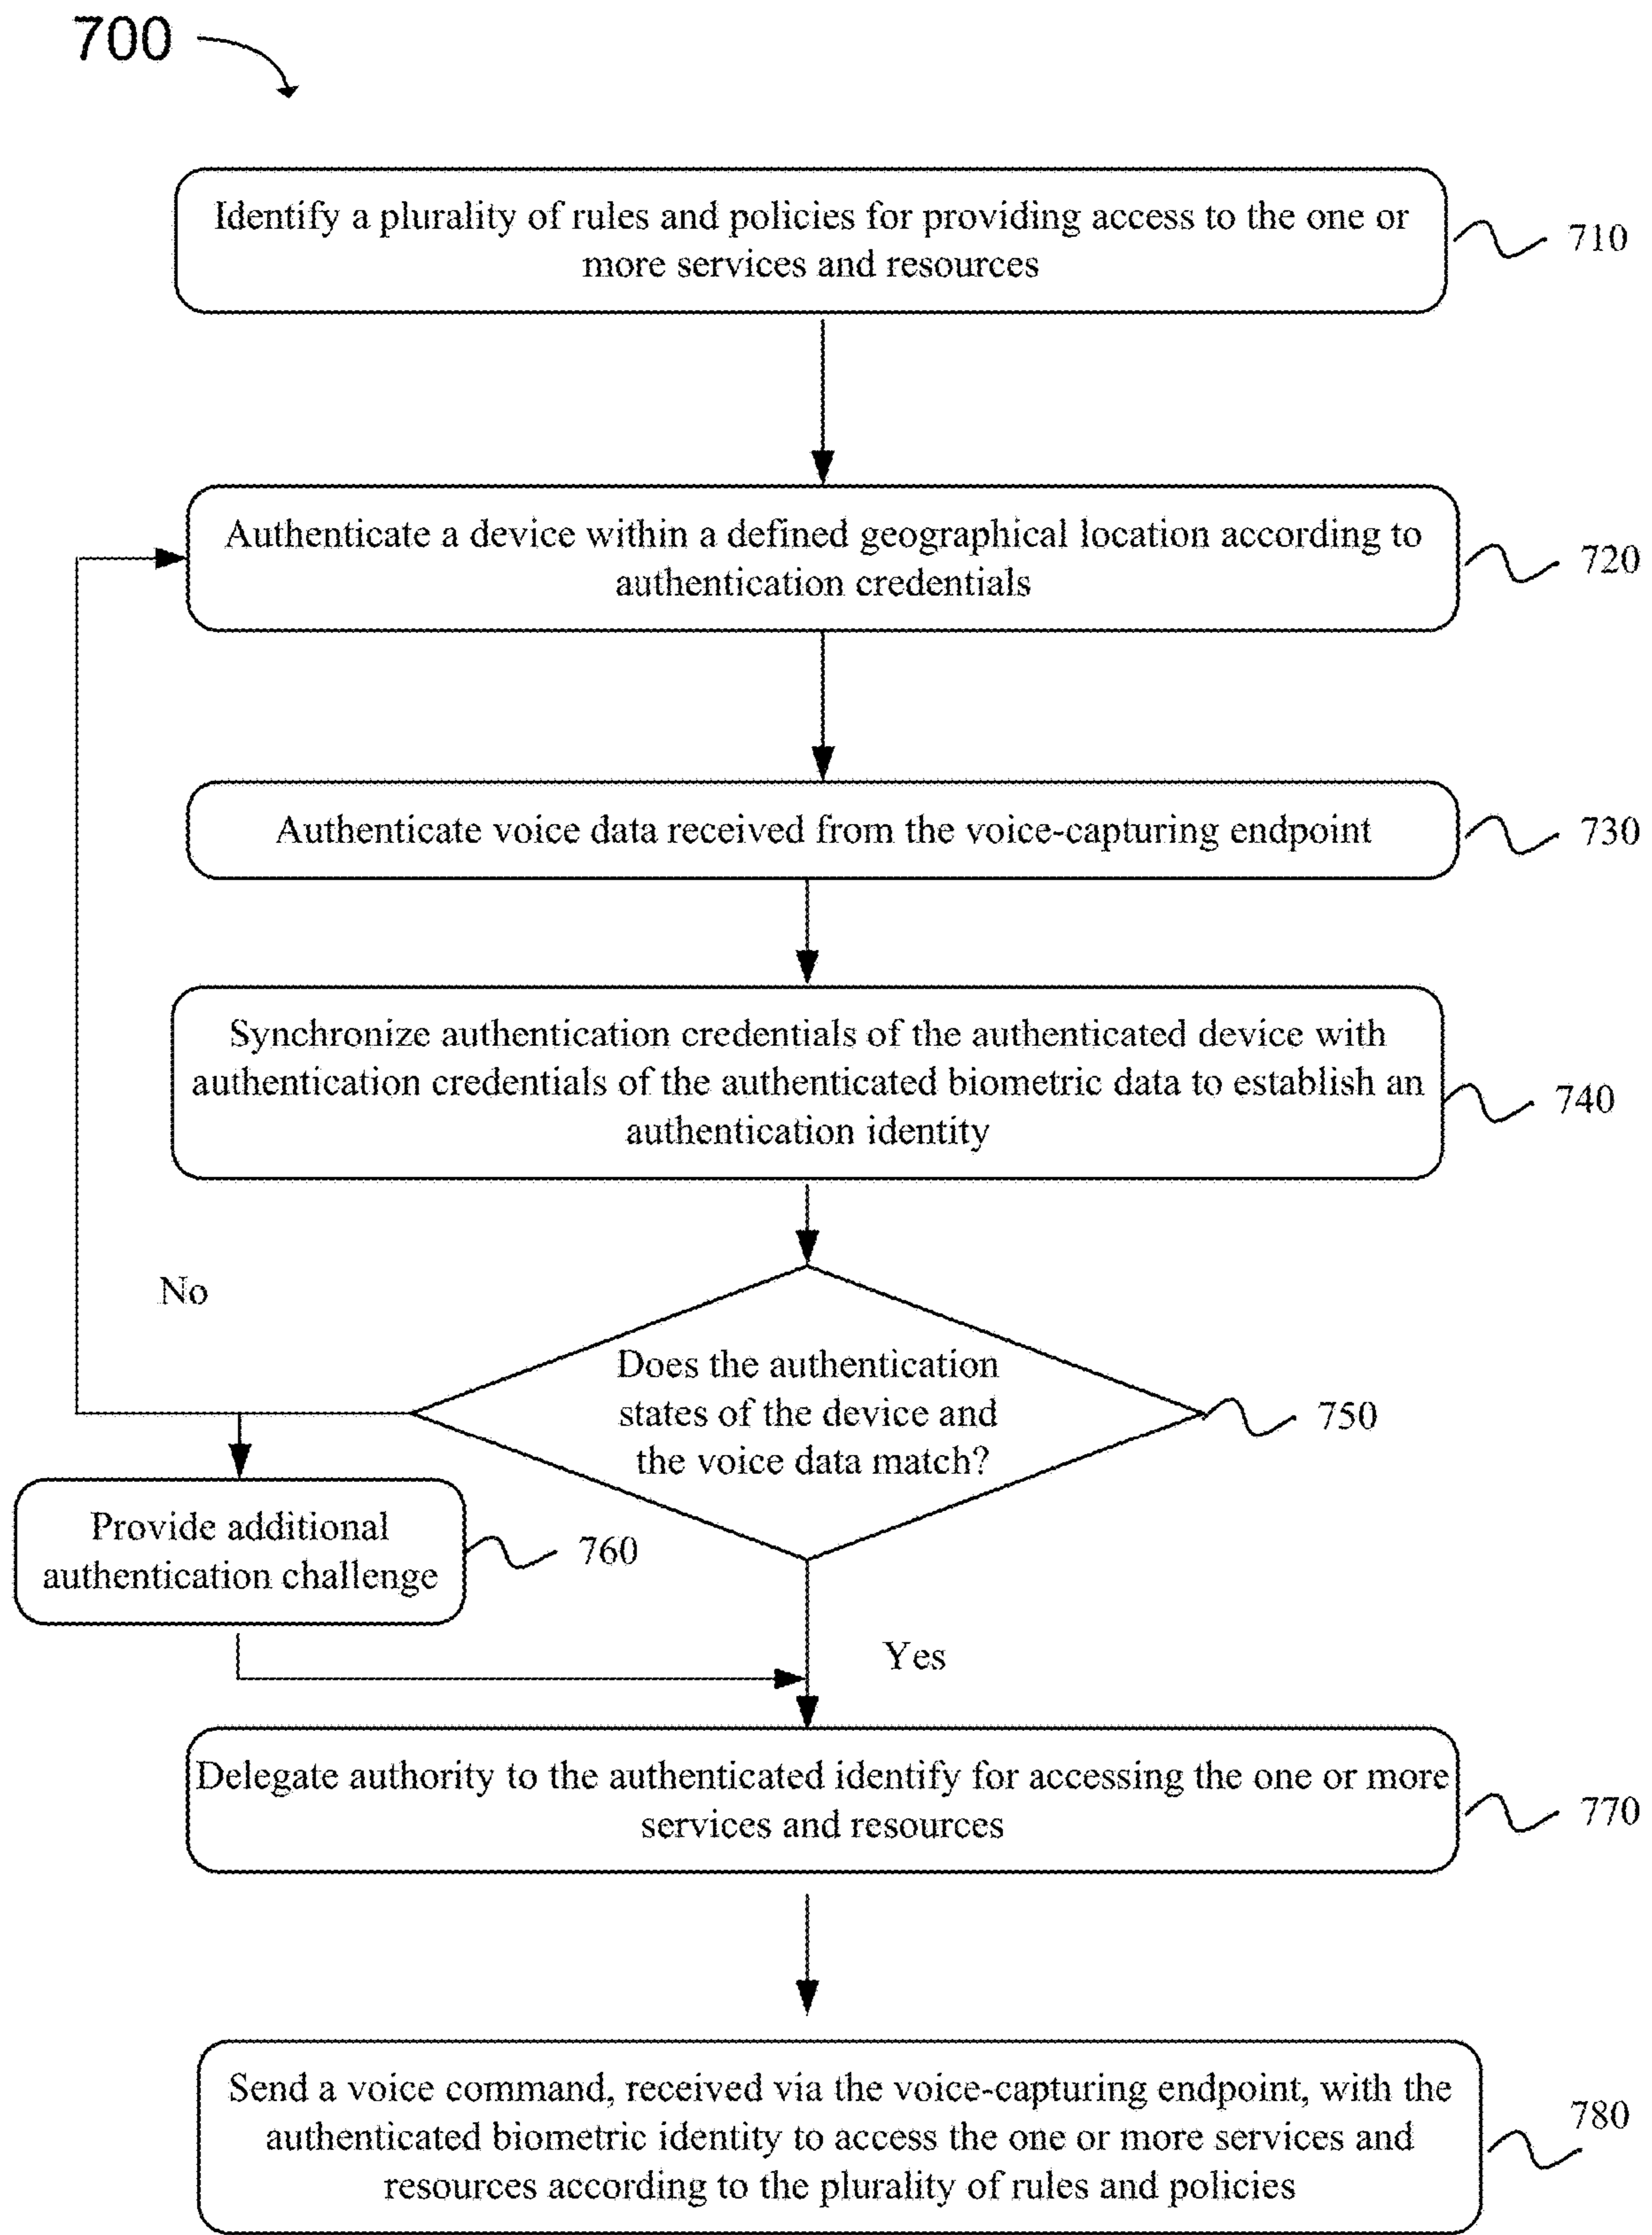 700
Identify a plurality of rules and policies for providing access to the one or
more services and resources
710
Authenticate a device within a defined geographical location according to
authentication credentials
720
Authenticate voice data received from the voice-capturing endpoint
730
Synchronize authentication credentials of the authenticated device with
authentication credentials of the authenticated biometric data to establish an
authentication identity
740
No
Does the authentication
states of the device and
the voice data match?
750
Provide additional
authentication challenge
760
Yes
Delegate authority to the authenticated identify for accessing the one or more
services and resources
770
Send a voice command, received via the voice-capturing endpoint, with the
authenticated biometric identity to access the one or more services and
resources according to the plurality of rules and policies
780